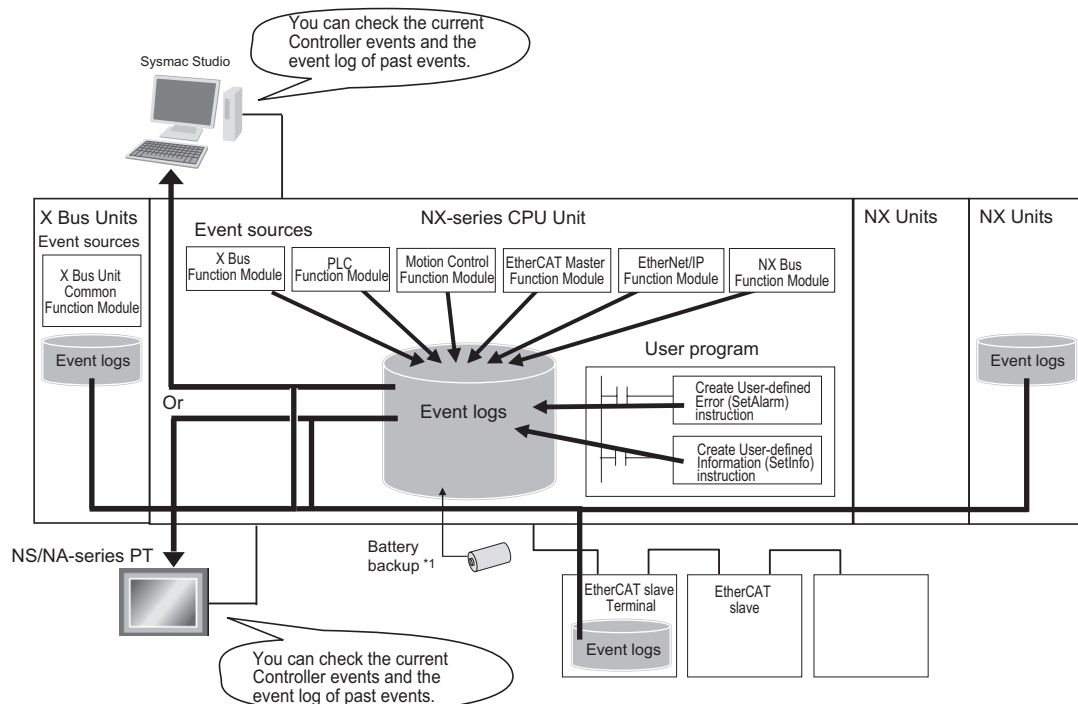 You can check the current
Controller events and the
event log of past events.
Sysmac Studio
X Bus Units
Event sources
X Bus Unit
Common
Function Module
Event logs
NX-series CPU Unit
Event sources
X Bus
Function Module
PLC
Function Module
Motion Control
Function Module
EtherCAT Master
Function Module
EtherNet/IP
Function Module
NX Bus
Function Module
Event logs
User program
Create User-defined
Error (SetAlarm)
instruction
Create User-defined
Information (SetInfo)
instruction
NX Units
NX Units
Event logs
Or
NS/NA-series PT
Battery
backup *1
EtherCAT slave
Terminal
Event logs
EtherCAT
slave
You can check the current
Controller events and the
event log of past events.